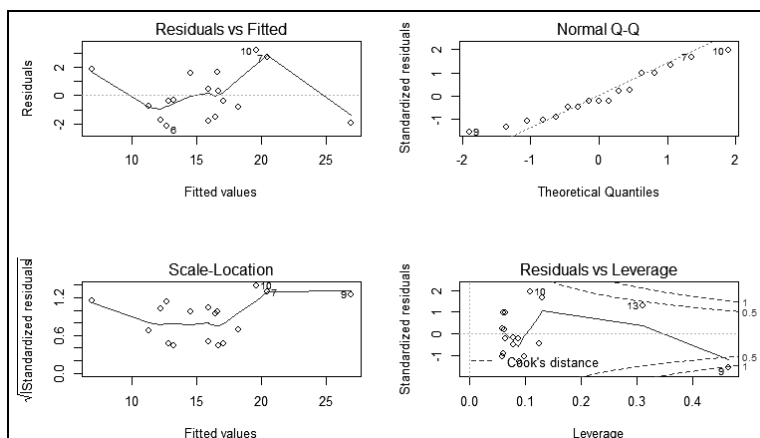 Residuals vs Fitted
Residuals
2
0
-2
10
7
6
10 15 20 25
Fitted values
Normal Q-Q
Standardized residuals
2
1
0
-1
7
10
9
-2 -1 0 1 2
Theoretical Quantiles
Scale-Location
√|Standardized residuals|
1.2
0.6
0.0
10
7
9
10 15 20 25
Fitted values
Residuals vs Leverage
Standardized residuals
2
1
0
-1
10
13
9
Cook's distance
1
0.5
0.5
1
0.0 0.1 0.2 0.3 0.4
Leverage